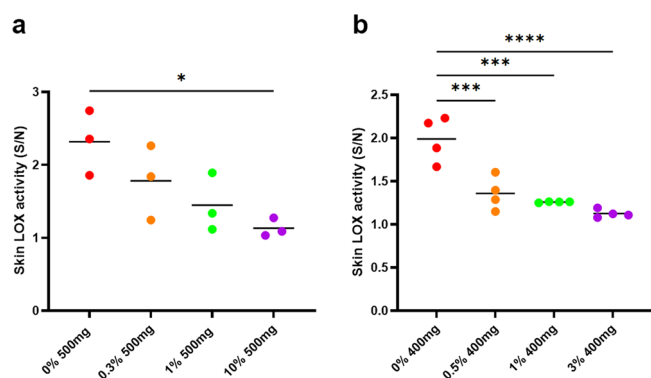 a
*
Skin LOX activity (S/N)
3
2
1
0
0% 500mg
0.3% 500mg
1% 500mg
10% 500mg
b
****
***
***
Skin LOX activity (S/N)
2.5
2.0
1.5
1.0
0.5
0.0
0% 400mg
0.5% 400mg
1% 400mg
3% 400mg